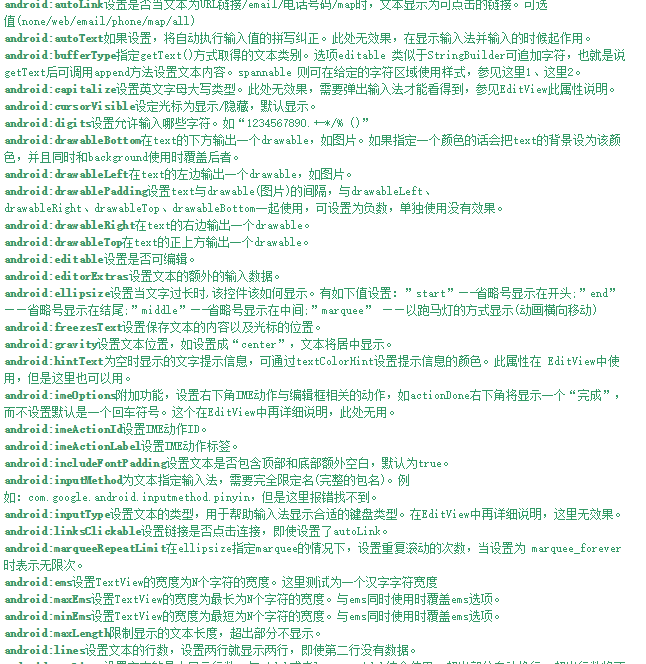 android:autoLink设置是否当文本为URL链接/email/电话号码/map时，文本显示为可点击的链接。可选
值(none/web/email/phone/map/all)
android:autoText如果设置，将自动执行输入值的拼写纠正。此处无效果，在显示输入法并输入的时候起作用。
android:bufferType指定getText()方式取得的文本类别。选项editable 类似于StringBuilder可追加字符，也就是说
getText后可调用append方法设置文本内容。spannable 则可在给定的字符区域使用样式，参见这里1、这里2。
android:capitalize设置英文字母大写类型。此处无效果，需要弹出输入法才能看得到，参见EditView此属性说明。
android:cursorVisible设定光标为显示/隐藏，默认显示。
android:digits设置允许输入哪些字符。如“1234567890.+-*/% ()”
android:drawableBottom在text的下方输出一个drawable，如图片。如果指定一个颜色的话会把text的背景设为该颜
色，并且同时和background使用时覆盖后者。
android:drawableLeft在text的左边输出一个drawable，如图片。
android:drawablePadding设置text与drawable(图片)的间隔，与drawableLeft、
drawableRight、drawableTop、drawableBottom一起使用，可设置为负数，单独使用没有效果。
android:drawableRight在text的右边输出一个drawable。
android:drawableTop在text的正上方输出一个drawable。
android:editable设置是否可编辑。
android:editorExtras设置文本的额外的输入数据。
android:ellipsize设置当文字过长时,该控件该如何显示。有如下值设置：”start”—–省略号显示在开头;”end”
——省略号显示在结尾;”middle”—-省略号显示在中间;”marquee” ——以跑马灯的方式显示(动画横向移动)
android:freezesText设置保存文本的内容以及光标的位置。
android:gravity设置文本位置，如设置成“center”，文本将居中显示。
android:hintText为空时显示的文字提示信息，可通过textColorHint设置提示信息的颜色。此属性在 EditView中使
用，但是这里也可以用。
android:imeOptions附加功能，设置右下角IME动作与编辑框相关的动作，如actionDone右下角将显示一个“完成”，
而不设置默认是一个回车符号。这个在EditView中再详细说明，此处无用。
android:imeActionId设置IME动作ID。
android:imeActionLabel设置IME动作标签。
android:includeFontPadding设置文本是否包含顶部和底部额外空白，默认为true。
android:inputMethod为文本指定输入法，需要完全限定名(完整的包名)。例
如: com.google.android.inputmethod.pinyin，但是这里报错找不到。
android:inputType设置文本的类型，用于帮助输入法显示合适的键盘类型。在EditView中再详细说明，这里无效果。
android:linksClickable设置链接是否点击连接，即使设置了autoLink。
android:marqueeRepeatLimit在ellipsize指定marquee的情况下，设置重复滚动的次数，当设置为 marquee_forever
时表示无限次。
android:ems设置TextView的宽度为N个字符的宽度。这里测试为一个汉字字符宽度
android:maxEms设置TextView的宽度为最长为N个字符的宽度。与ems同时使用时覆盖ems选项。
android:minEms设置TextView的宽度为最短为N个字符的宽度。与ems同时使用时覆盖ems选项。
android:maxLength限制显示的文本长度，超出部分不显示。
android:lines设置文本的行数，设置两行就显示两行，即使第二行没有数据。